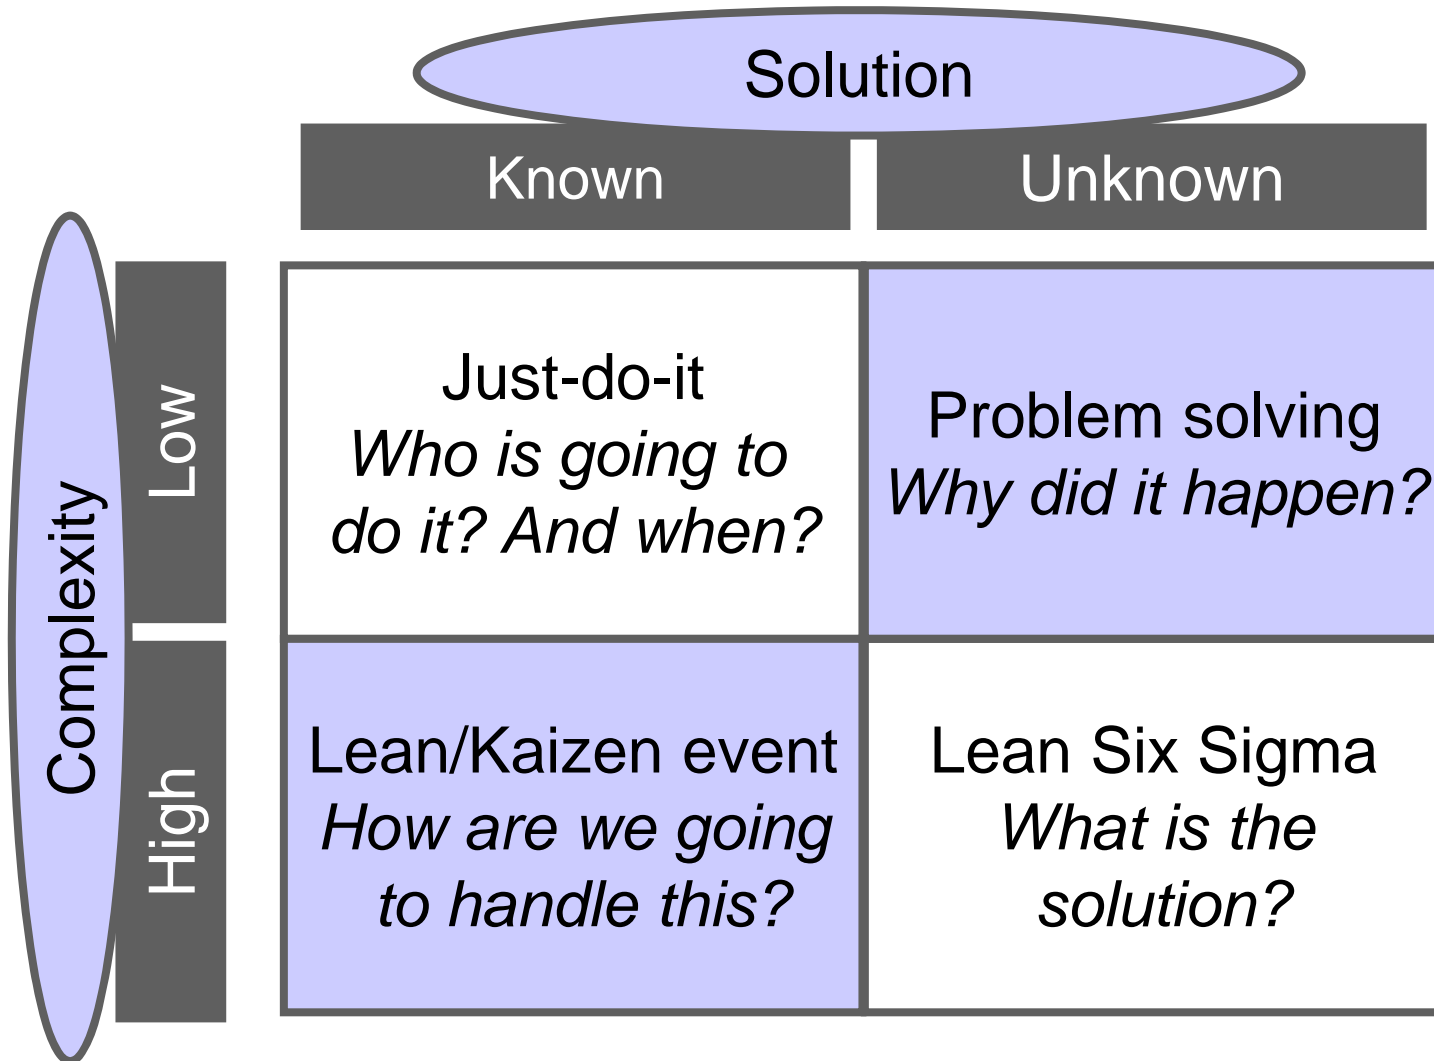 Solution
Known
Unknown
Complexity
Low
Just-do-it
Who is going to
do it? And when?
Problem solving
Why did it happen?
High
Lean/Kaizen event
How are we going
to handle this?
Lean Six Sigma
What is the
solution?